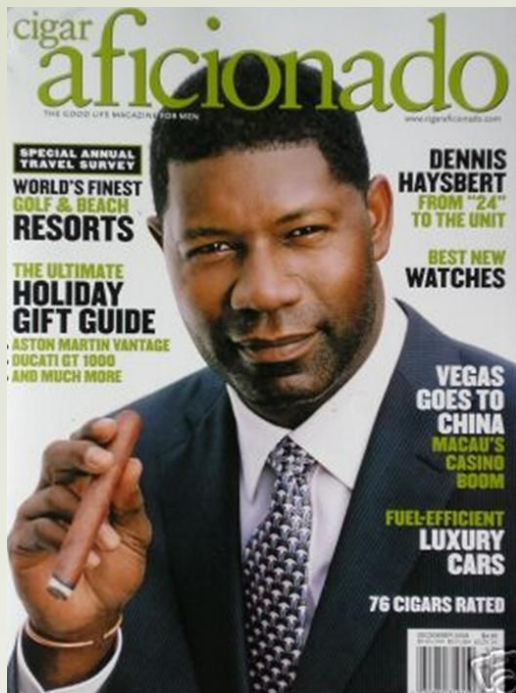 cigar
aficionado
THE GOOD LIFE MAGAZINE FOR MEN
www.cigaraficionado.com
SPECIAL ANNUAL
TRAVEL SURVEY
WORLD'S FINEST
GOLF & BEACH
RESORTS
THE ULTIMATE
HOLIDAY
GIFT GUIDE
ASTON MARTIN VANTAGE
DUCATI GT 1000
AND MUCH MORE
DENNIS
HAYSBERT
FROM "24"
TO THE UNIT
BEST NEW
WATCHES
VEGAS
GOES TO
CHINA
MACAU'S
CASINO
BOOM
FUEL-EFFICIENT
LUXURY
CARS
76 CIGARS RATED